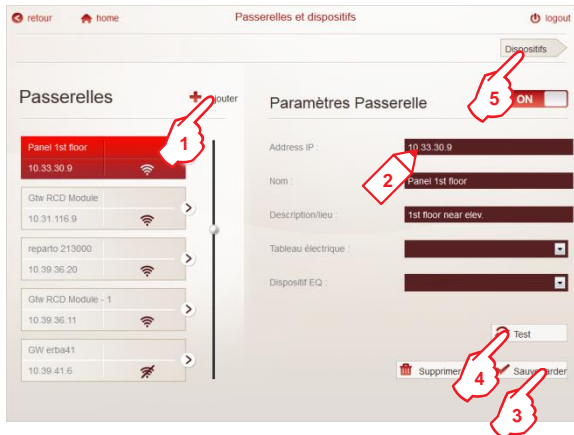 retour
home
Passerelles et dispositifs
logout
Dispositifs
Passerelles
Ajouter
Paramètres Passerelle
5
ON
1
Panel 1st floor
10.33.30.9
Gtw RCD Module
10.31.116.9
reparto 213000
10.39.36.20
Gtw RCD Module - 1
10.39.36.11
GW erba41
10.39.41.6
Address IP :
10.33.30.9
2
Nom :
Panel 1st floor
Description/lieu :
1st floor near elev.
Tableau électrique :
Dispositif EQ :
Test
Supprimer
4
Sauvegarder
3